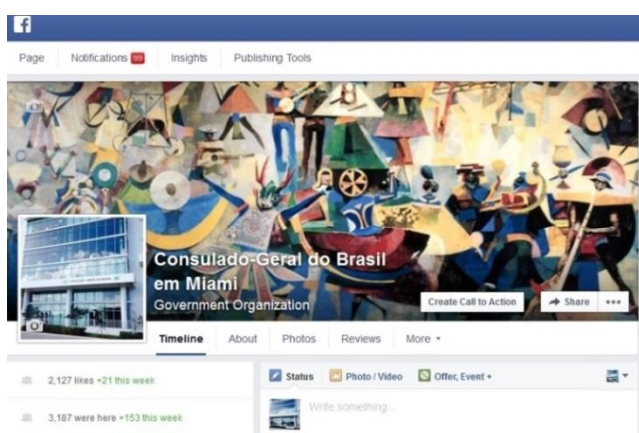 f
Page Notifications 99 Insights Publishing Tools
Consulado-Geral do Brasil
em Miami
Government Organization
Create Call to Action Share •••
Timeline About Photos Reviews More
2,127 likes +21 this week
Status Photo / Video Offer, Event +
3,187 were here +153 this week
Write something...